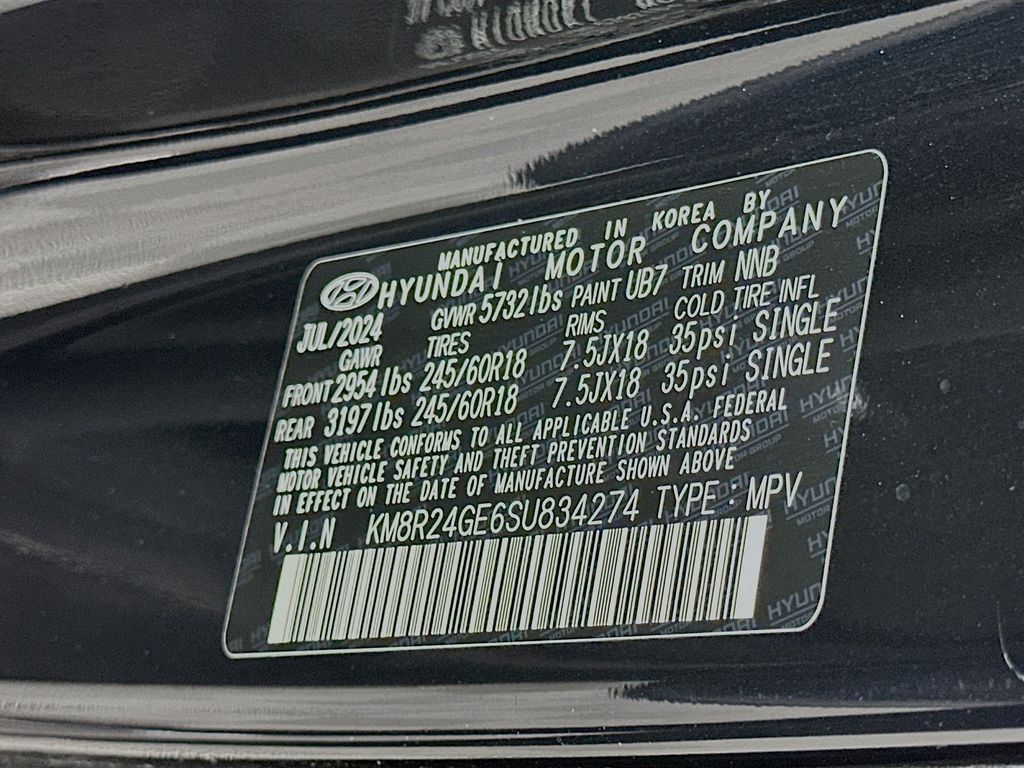 MANUFACTURED IN KOREA BY
HYUNDAI MOTOR COMPANY
JUL/2024 GVWR 5732lbs PAINT UB7 TRIM NNB
GAWR TIRES RIMS COLD TIRE INFL
FRONT 2954lbs 245/60R18 7.5JX18 35psi SINGLE
REAR 3197lbs 245/60R18 7.5JX18 35psi SINGLE
THIS VEHICLE CONFORMS TO ALL APPLICABLE U.S.A. FEDERAL
MOTOR VEHICLE SAFETY AND THEFT PREVENTION STANDARDS
IN EFFECT ON THE DATE OF MANUFACTURE SHOWN ABOVE
V.I.N KM8R24GE6SU834274 TYPE : MPV